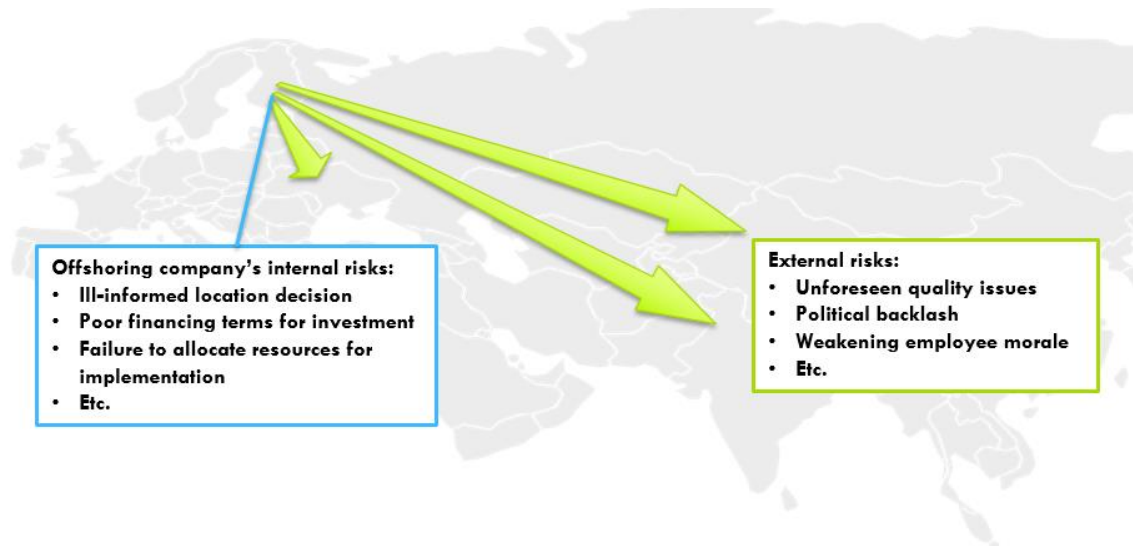 Offshoring company's internal risks:
• Ill-informed location decision
• Poor financing terms for investment
• Failure to allocate resources for
implementation
• Etc.
External risks:
• Unforeseen quality issues
• Political backlash
• Weakening employee morale
• Etc.